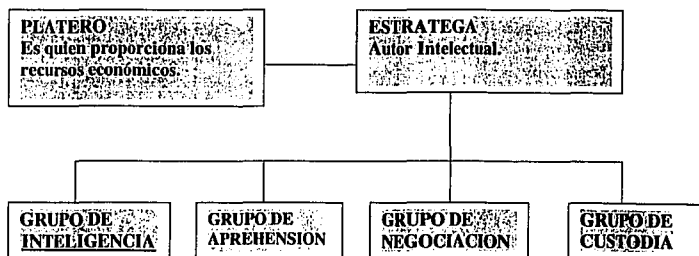 PLATERO
Es quien proporciona los
recursos económicos.
ESTRATEGA
Autor Intelectual.
GRUPO DE
INTELIGENCIA
GRUPO DE
APREHENSION
GRUPO DE
NEGOCIACION
GRUPO DE
CUSTODIA